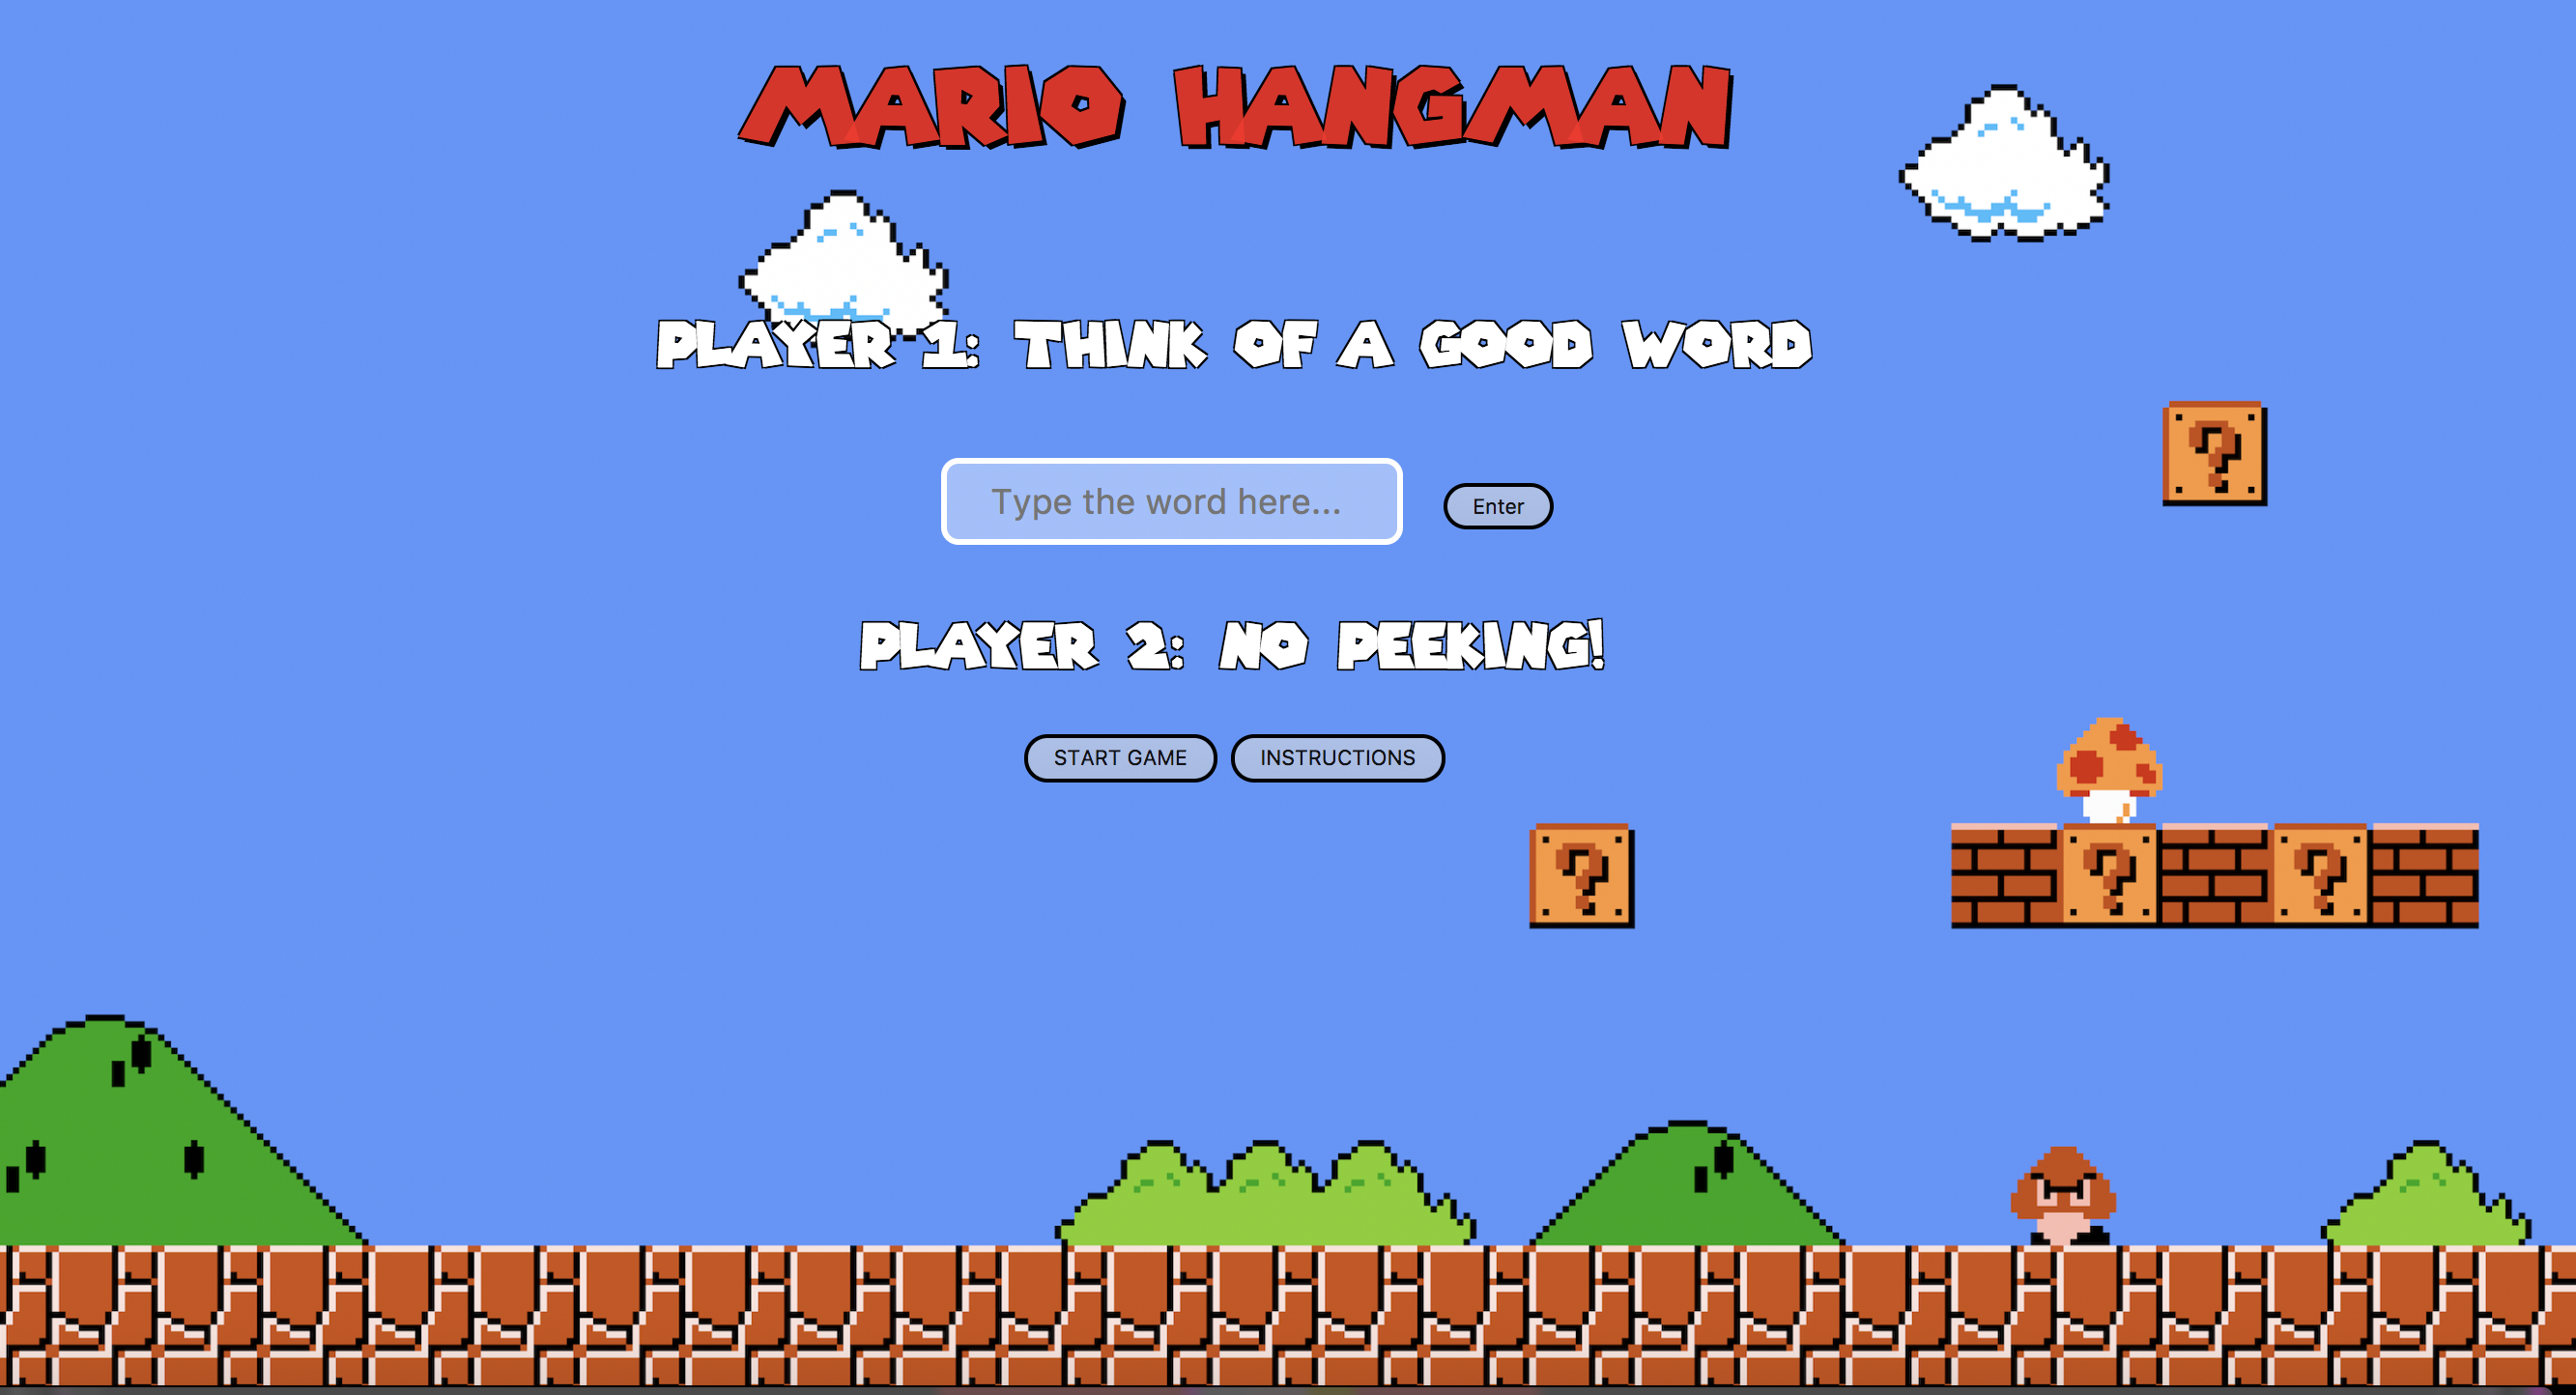 MARIO HANGMAN
PLAYER 1: THINK OF A GOOD WORD
Type the word here...
Enter
PLAYER 2: NO PEEKING!
START GAME
INSTRUCTIONS
?
?
?
?